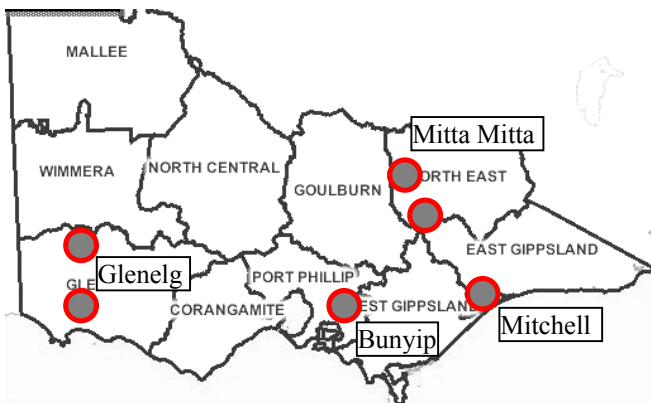 MALLEE
Mitta Mitta
WIMMERA
NORTH CENTRAL
GOULBURN
ORTH EAST
EAST GIPPSLAND
Glenelg
GLE
PORT PHILLIP
CORANGAMITE
EST GIPPSLAND
Bunyip
Mitchell